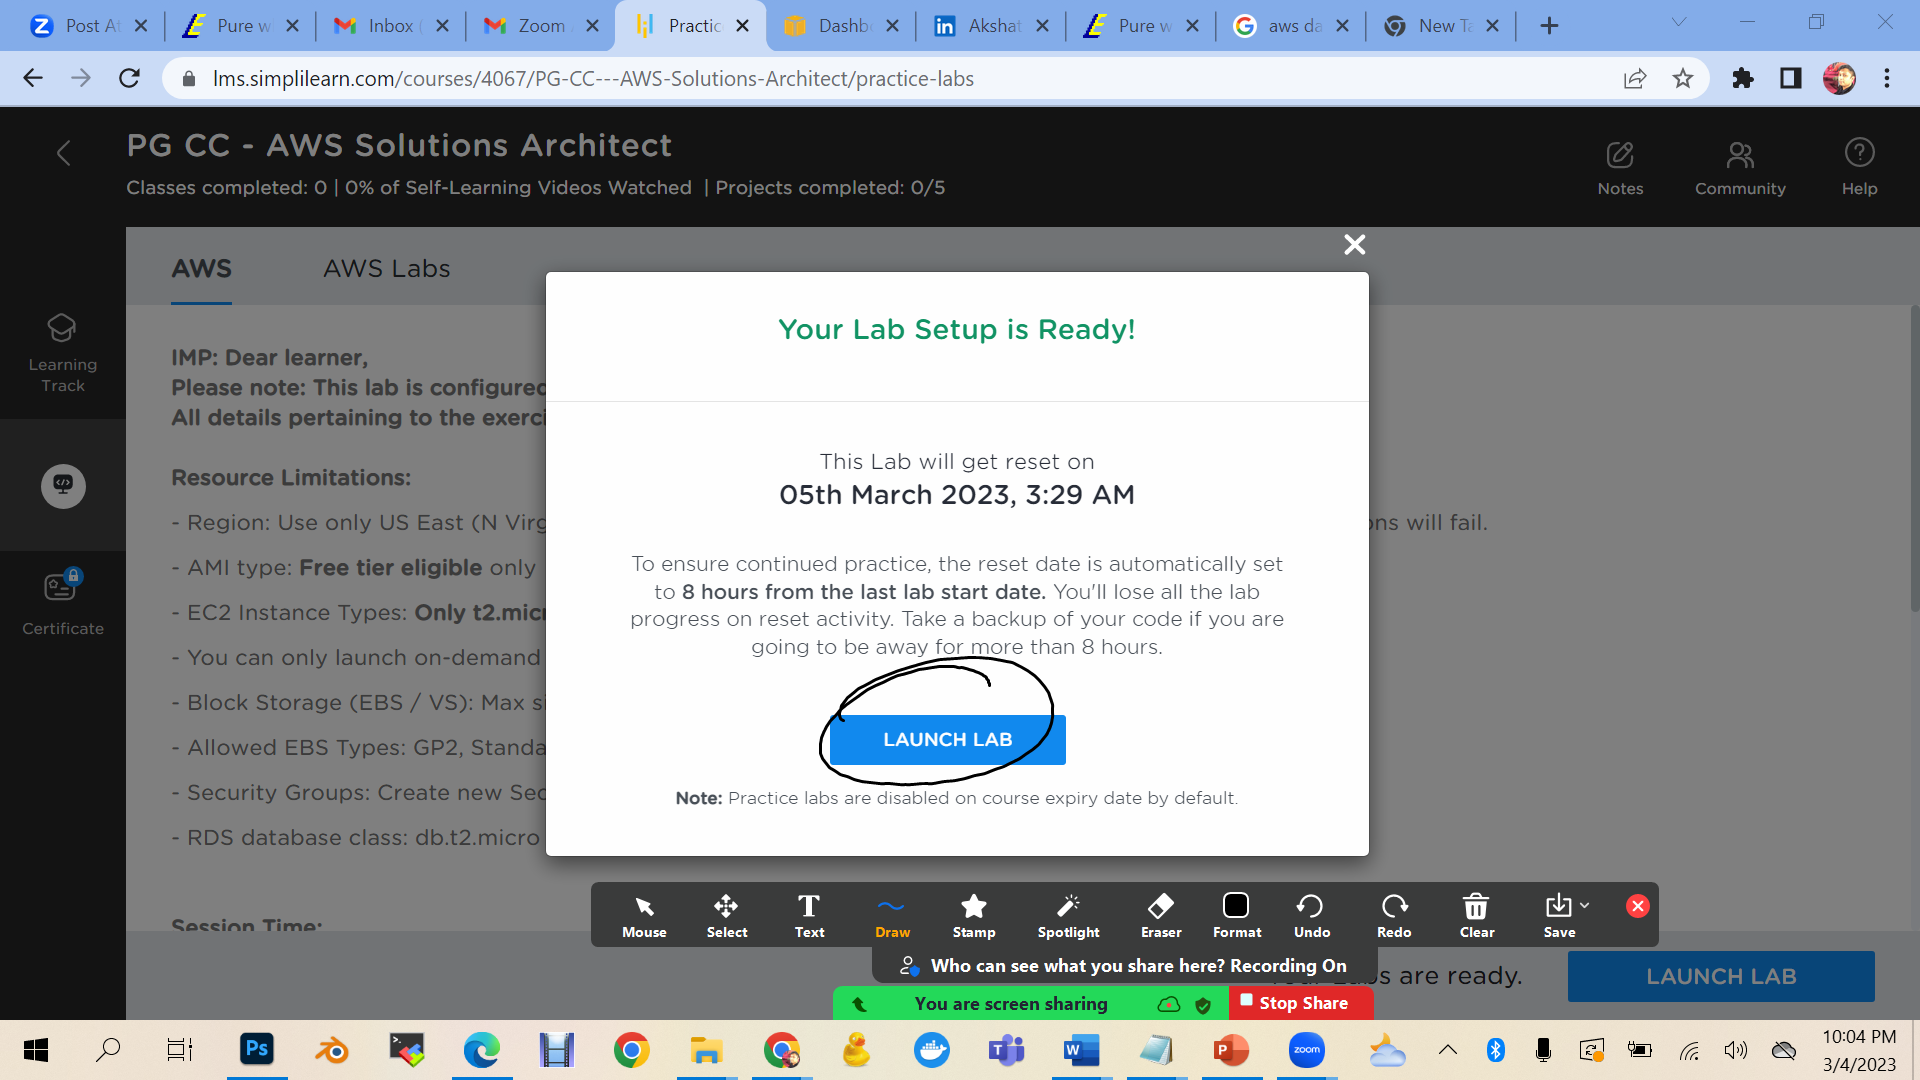 Post At
Pure w
Inbox (
Zoom
Practic
Dashb
Akshat
Pure w
aws da
New Ta
lms.simplilearn.com/courses/4067/PG-CC---AWS-Solutions-Architect/practice-labs
PG CC - AWS Solutions Architect
Classes completed: 0 | 0% of Self-Learning Videos Watched | Projects completed: 0/5
Notes
Community
Help
AWS
AWS Labs
Learning
Track
Certificate
IMP: Dear learner,
Please note: This lab is configured
All details pertaining to the exerci
Resource Limitations:
- Region: Use only US East (N Virg
ons will fail.
- AMI type: Free tier eligible only
- EC2 Instance Types: Only t2.micr
- You can only launch on-demand
- Block Storage (EBS / VS): Max si
- Allowed EBS Types: GP2, Standa
- Security Groups: Create new Sec
- RDS database class: db.t2.micro
Session Time:
Your Lab Setup is Ready!
This Lab will get reset on
05th March 2023, 3:29 AM
To ensure continued practice, the reset date is automatically set
to 8 hours from the last lab start date. You'll lose all the lab
progress on reset activity. Take a backup of your code if you are
going to be away for more than 8 hours.
LAUNCH LAB
Note: Practice labs are disabled on course expiry date by default.
Mouse
Select
Text
Draw
Stamp
Spotlight
Eraser
Format
Undo
Redo
Clear
Save
Who can see what you share here? Recording On
are ready.
LAUNCH LAB
You are screen sharing
Stop Share
Ps
zoom
10:04 PM
3/4/2023